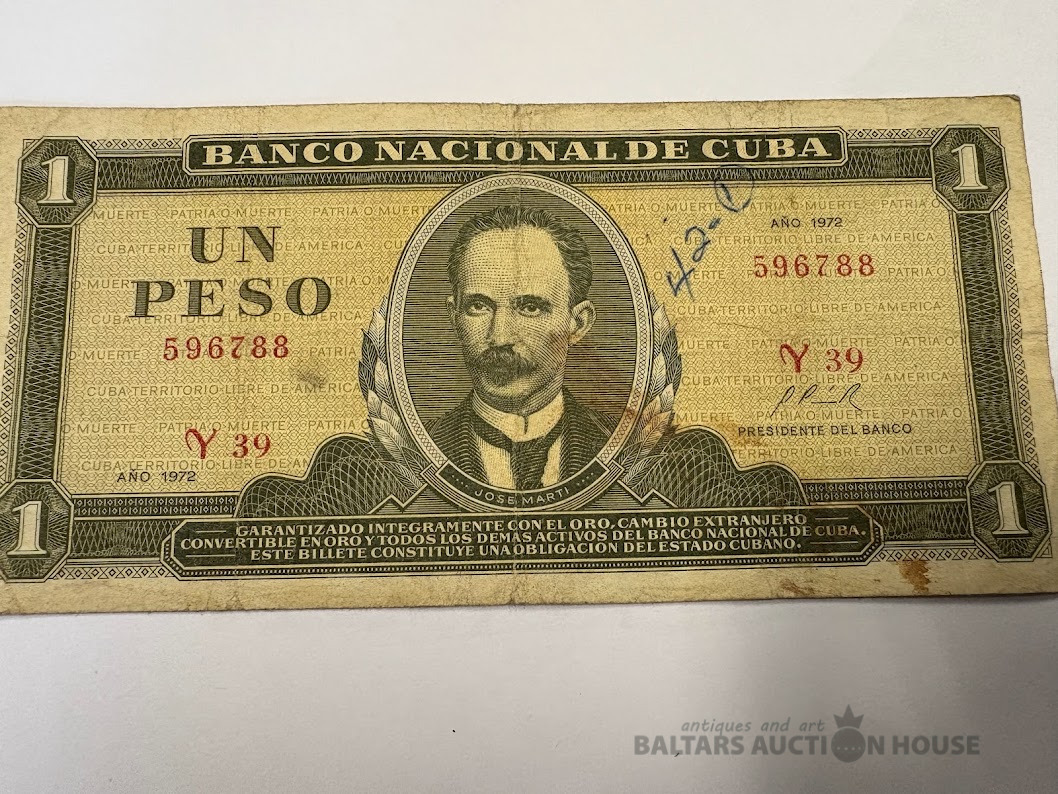 BANCO NACIONAL DE CUBA
1
1
42-1
AÑO 1972
UN
PESO
596788
596788
Y 39
PRESIDENTE DEL BANCO
Y 39
AÑO 1972
JOSE MARTI
1
1
GARANTIZADO INTEGRAMENTE CON EL ORO, CAMBIO EXTRANJERO
CONVERTIBLE EN ORO Y TODOS LOS DEMAS ACTIVOS DEL BANCO NACIONAL DE CUBA.
ESTE BILLETE CONSTITUYE UNA OBLIGACION DEL ESTADO CUBANO.
PATRIA O MUERTE
CUBA TERRITORIO LIBRE DE AMERICA
antiques and art
BALTARS AUCTION HOUSE